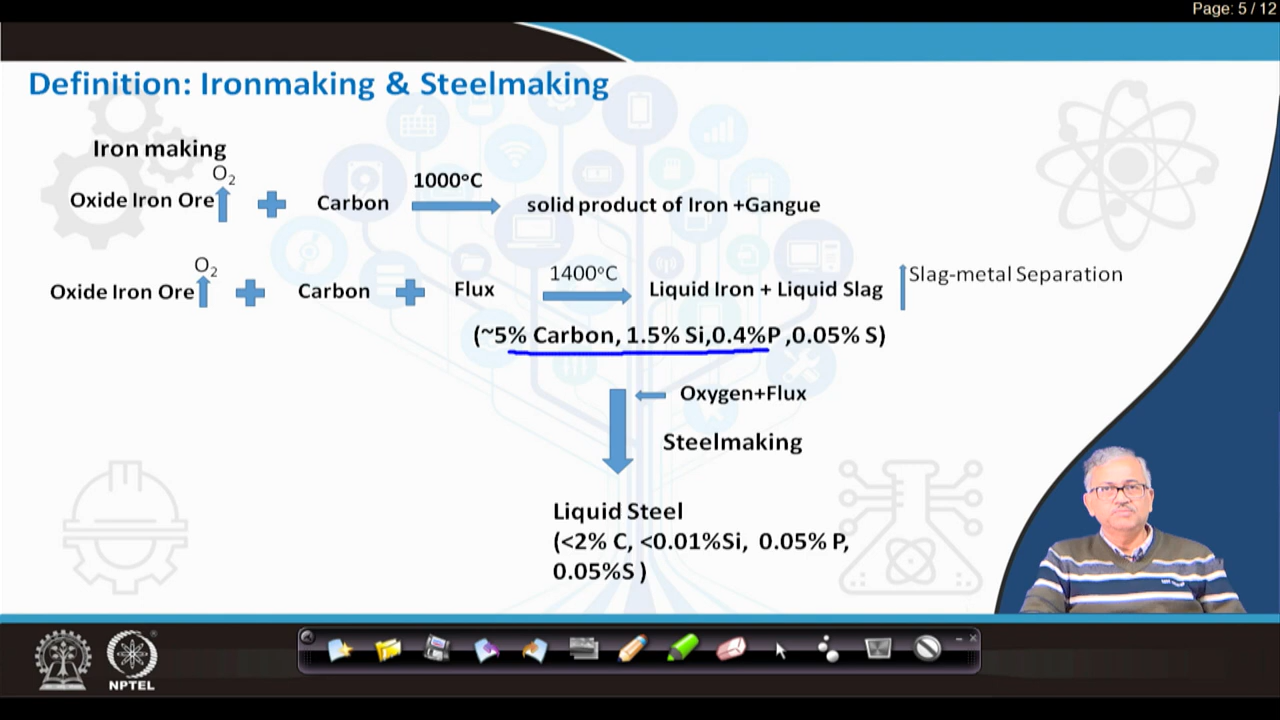 Page: 5 / 12
Definition: Ironmaking & Steelmaking
Iron making
O2
Oxide Iron Ore + Carbon 1000°C solid product of Iron +Gangue
O2
Oxide Iron Ore + Carbon + Flux 1400°C Liquid Iron + Liquid Slag Slag-metal Separation
(~5% Carbon, 1.5% Si,0.4%P ,0.05% S)
Oxygen+Flux
Steelmaking
Liquid Steel
(<2% C, <0.01%Si, 0.05% P,
0.05%S )
NPTEL